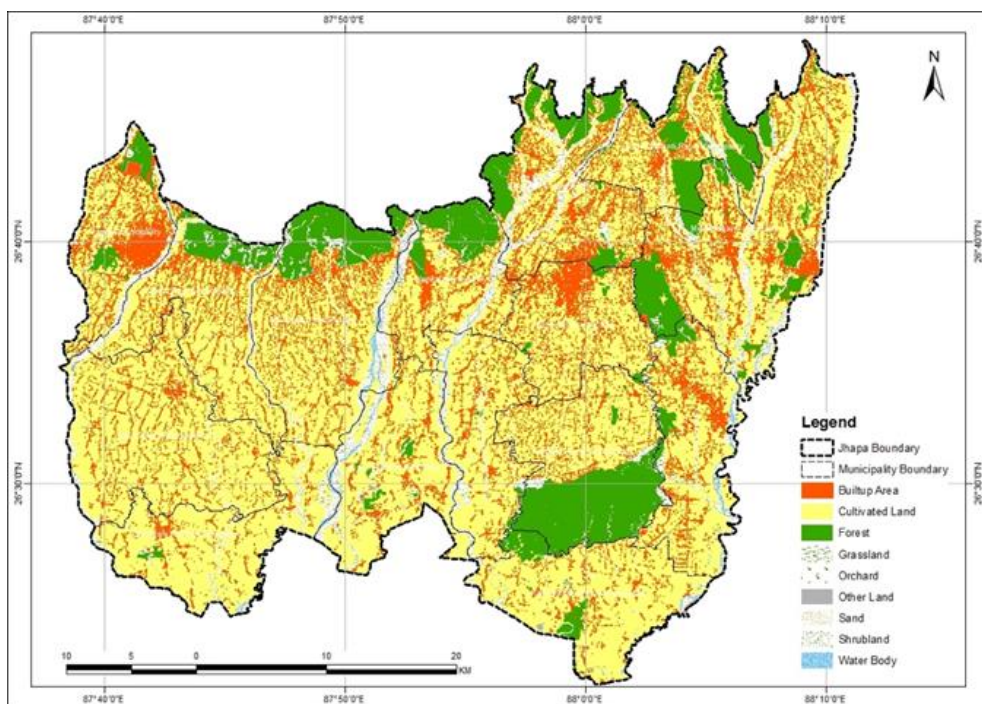 87°40'0"E 87°50'0"E 88°0'0"E 88°10'0"E
N
26°40'0"N 26°40'0"N
26°30'0"N 26°30'0"N
Legend
Jhapa Boundary
Municipality Boundary
Builtup Area
Cultivated Land
Forest
Grassland
Orchard
Other Land
Sand
Shrubland
Water Body
10 5 0 10 20
KM
87°40'0"E 87°50'0"E 88°0'0"E 88°10'0"E